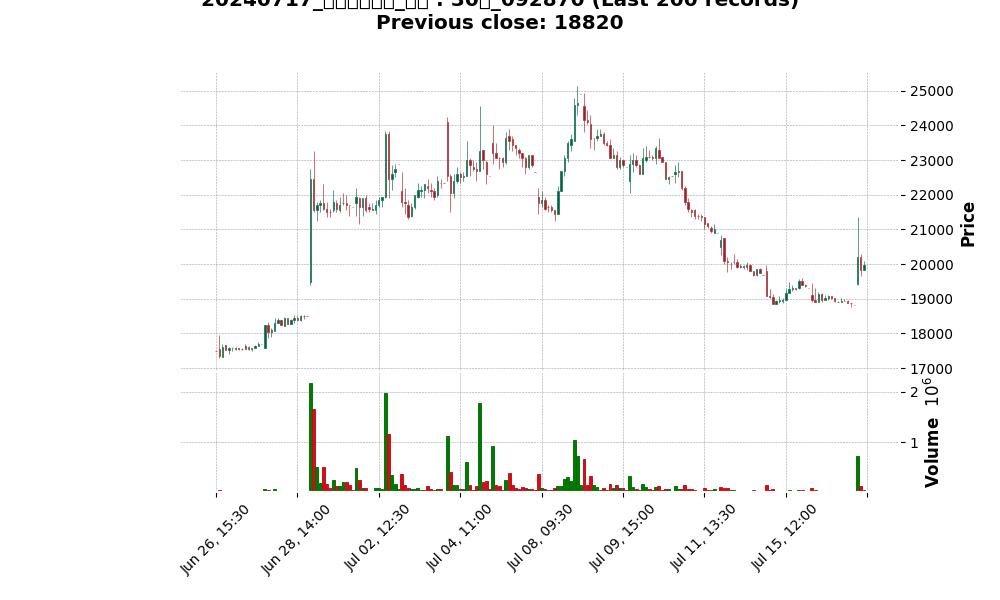 20240717_ : 30 _092870 (Last 200 records)
Previous close: 18820
25000
24000
23000
22000
21000
20000
19000
18000
17000
Price
2
1
Volume 10^6
Jun 26, 15:30
Jun 28, 14:00
Jul 02, 12:30
Jul 04, 11:00
Jul 08, 09:30
Jul 09, 15:00
Jul 11, 13:30
Jul 15, 12:00